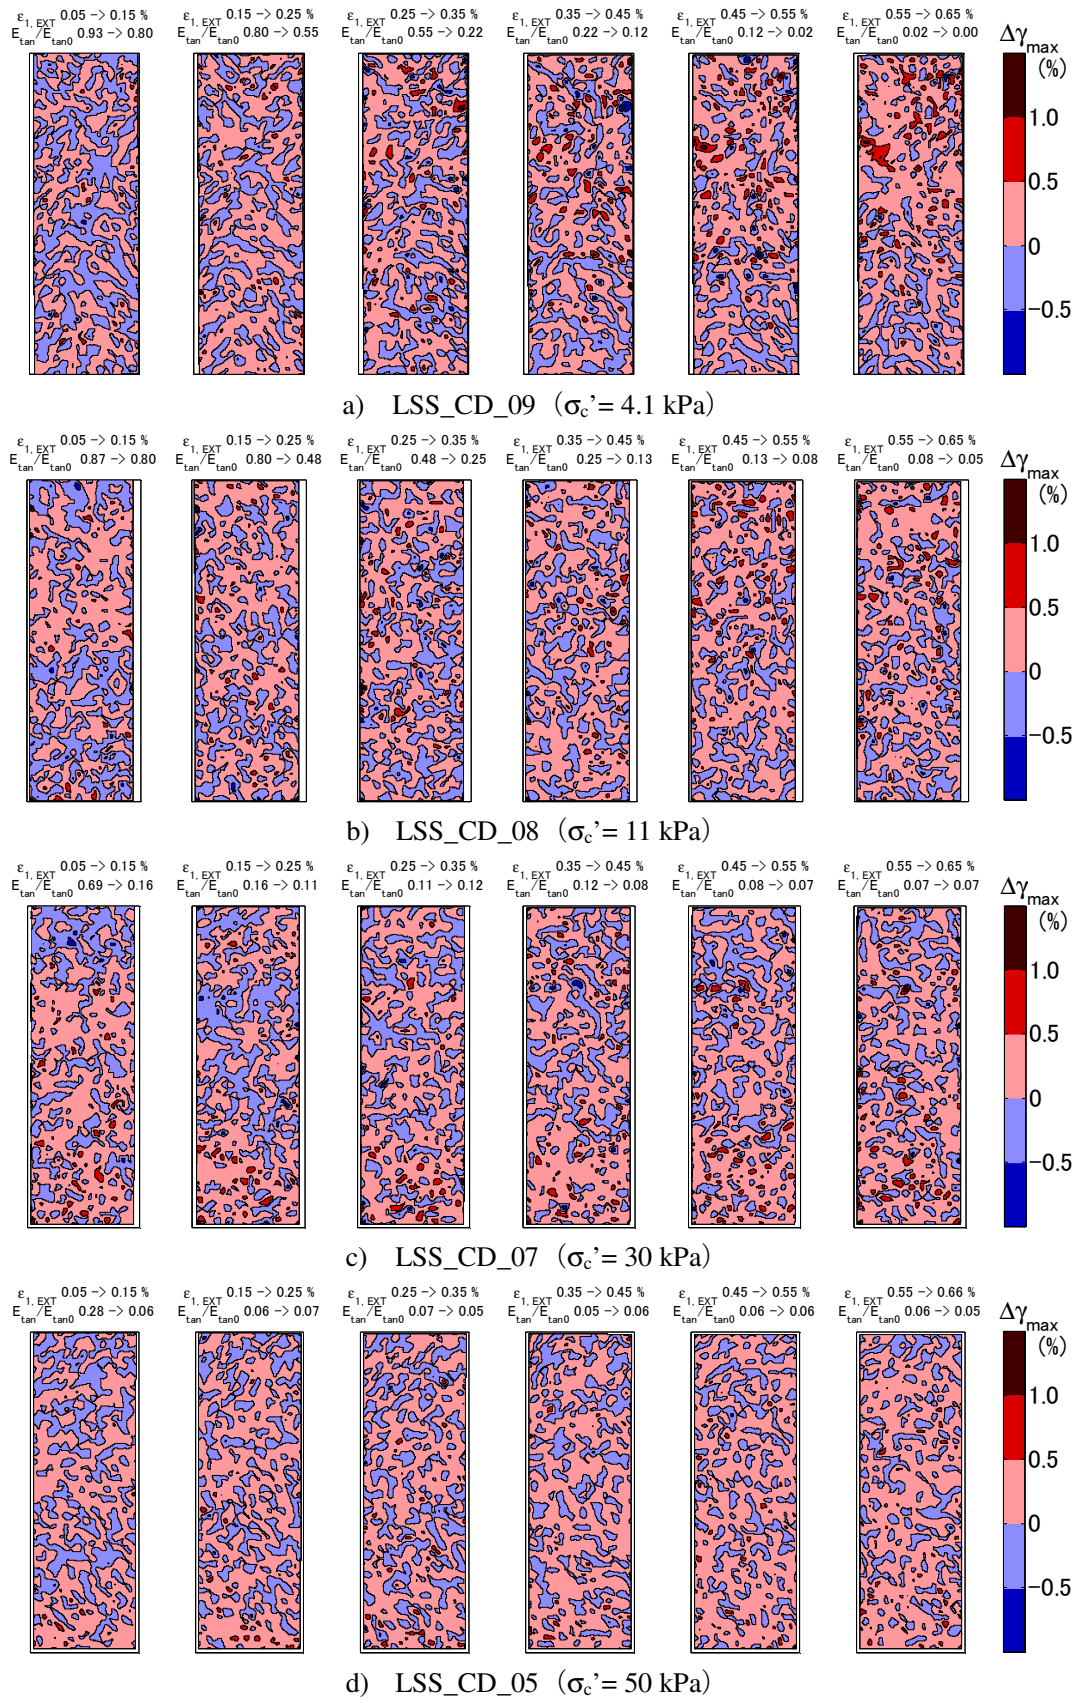 ε1, EXT 0.05 -> 0.15 % ε1, EXT 0.15 -> 0.25 % ε1, EXT 0.25 -> 0.35 % ε1, EXT 0.35 -> 0.45 % ε1, EXT 0.45 -> 0.55 % ε1, EXT 0.55 -> 0.65 %
Etan/Etan0 0.93 -> 0.80 Etan/Etan0 0.80 -> 0.55 Etan/Etan0 0.55 -> 0.22 Etan/Etan0 0.22 -> 0.12 Etan/Etan0 0.12 -> 0.02 Etan/Etan0 0.02 -> 0.00
Δγmax
(%)
1.0
0.5
0
−0.5
a) LSS_CD_09 (σc’= 4.1 kPa)
ε1, EXT 0.05 -> 0.15 % ε1, EXT 0.15 -> 0.25 % ε1, EXT 0.25 -> 0.35 % ε1, EXT 0.35 -> 0.45 % ε1, EXT 0.45 -> 0.55 % ε1, EXT 0.55 -> 0.65 %
Etan/Etan0 0.87 -> 0.80 Etan/Etan0 0.80 -> 0.48 Etan/Etan0 0.48 -> 0.25 Etan/Etan0 0.25 -> 0.13 Etan/Etan0 0.13 -> 0.08 Etan/Etan0 0.08 -> 0.05
Δγmax
(%)
1.0
0.5
0
−0.5
b) LSS_CD_08 (σc’= 11 kPa)
ε1, EXT 0.05 -> 0.15 % ε1, EXT 0.15 -> 0.25 % ε1, EXT 0.25 -> 0.35 % ε1, EXT 0.35 -> 0.45 % ε1, EXT 0.45 -> 0.55 % ε1, EXT 0.55 -> 0.65 %
Etan/Etan0 0.69 -> 0.16 Etan/Etan0 0.16 -> 0.11 Etan/Etan0 0.11 -> 0.12 Etan/Etan0 0.12 -> 0.08 Etan/Etan0 0.08 -> 0.07 Etan/Etan0 0.07 -> 0.07
Δγmax
(%)
1.0
0.5
0
−0.5
c) LSS_CD_07 (σc’= 30 kPa)
ε1, EXT 0.05 -> 0.15 % ε1, EXT 0.15 -> 0.25 % ε1, EXT 0.25 -> 0.35 % ε1, EXT 0.35 -> 0.45 % ε1, EXT 0.45 -> 0.55 % ε1, EXT 0.55 -> 0.66 %
Etan/Etan0 0.28 -> 0.06 Etan/Etan0 0.06 -> 0.07 Etan/Etan0 0.07 -> 0.05 Etan/Etan0 0.05 -> 0.06 Etan/Etan0 0.06 -> 0.06 Etan/Etan0 0.06 -> 0.05
Δγmax
(%)
1.0
0.5
0
−0.5
d) LSS_CD_05 (σc’= 50 kPa)